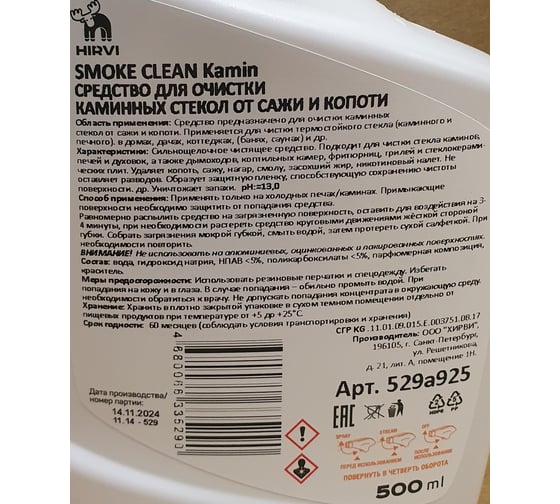 HIRVI
SMOKE CLEAN Kamin
СРЕДСТВО ДЛЯ ОЧИСТКИ
КАМИННЫХ СТЕКОЛ ОТ САЖИ И КОПОТИ
Область применения: Средство предназначено для очистки каминных
стекол от сажи и копоти. Применяется для чистки термостойкого стекла (каминного и
печного). в домах, дачах, коттеджах, (банях, саунах) и др.
Характеристики: Сильнощелочное чистящее средство. Подходит для чистки стекла каминов,
печей и духовок, а также дымоходов, коптильных камер, фритюрниц, грилей и стеклокерами-
ческих плит. Удаляет копоть, сажу, нагар, смолу, засохший жир, никотиновый налет. Не
оставляет разводов. Образует защитную пленку, способствующую сохранению чистоты
поверхности. др. Уничтожает запахи. pH:=13,0
Способ применения: Применять только на холодных печах/каминах. Примыкающие
поверхности необходимо защитить от попадания средства.
Равномерно распылить средство на загрязненную поверхность, оставить для воздействия на 3-
4 минуты, при необходимости растереть средство круговыми движениями жёсткой стороной
губки. Собрать загрязнения мокрой губкой, смыть водой, затем протереть сухой салфеткой. При
необходимости повторить.
ВНИМАНИЕ! Не использовать на алюминиевых, оцинкованных и лакированных поверхностях.
Состав: вода, гидроксид натрия, НПАВ <5%, поликарбоксилаты <5%, парфюмерная композиция,
краситель.
Меры предосторожности: Используйте резиновые перчатки и спецодежду. Избегать
попадания на кожу и в глаза. В случае попадания – обильно промыть водой. При
необходимости обратиться к врачу. Не допускать попадания концентрата в окружающую среду.
Хранение: Хранить в плотно закрытой упаковке в сухом темном помещении отдельно от
пищевых продуктов при температуре от +5 до +25°С.
Срок годности: 60 месяцев (соблюдать условия транспортировки и хранения)
СГР KG.11.01.09.015.Е.003751.08.17
Производитель: ООО "ХИРВИ"
196105, г. Санкт-Петербург,
ул. Решетникова,
д. 21, лит. А, помещение 1Н.
4680066335290
Арт. 529а925
EAC
HDPE
PP
Дата производства/
номер партии:
14.11.2024
11.14 - 529
SPRAY
STREAM
OFF
ПЕРЕД ИСПОЛЬЗОВАНИЕМ
ПОСЛЕ
ИСПОЛЬЗОВАНИЯ
ПОВЕРНУТЬ В ЧЕТВЕРТЬ ОБОРОТА
500 ml